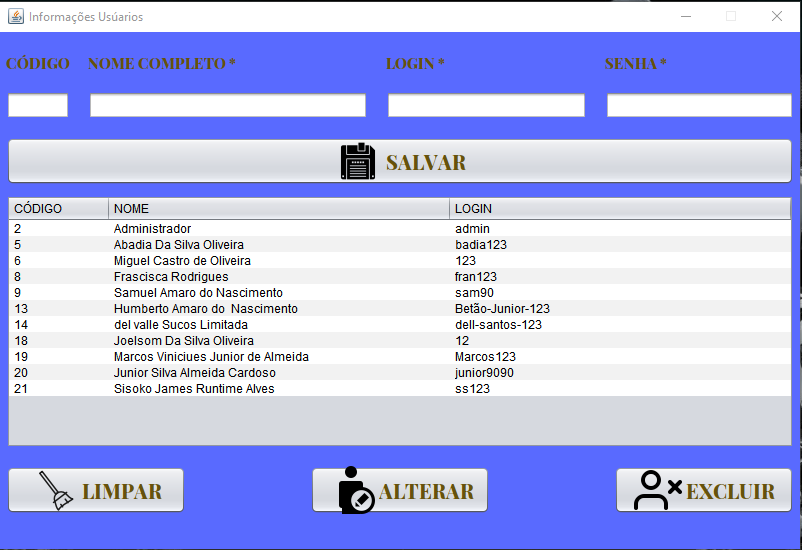 Informações Usúarios
CÓDIGO NOME COMPLETO * LOGIN * SENHA *
SALVAR
CÓDIGO NOME LOGIN
2 Administrador admin
5 Abadia Da Silva Oliveira badia123
6 Miguel Castro de Oliveira 123
8 Frascisca Rodrigues fran123
9 Samuel Amaro do Nascimento sam90
13 Humberto Amaro do  Nascimento Betão-Junior-123
14 del valle Sucos Limitada dell-santos-123
18 Joelsom Da Silva Oliveira 12
19 Marcos Viniciues Junior de Almeida Marcos123
20 Junior Silva Almeida Cardoso junior9090
21 Sisoko James Runtime Alves ss123
LIMPAR ALTERAR EXCLUIR